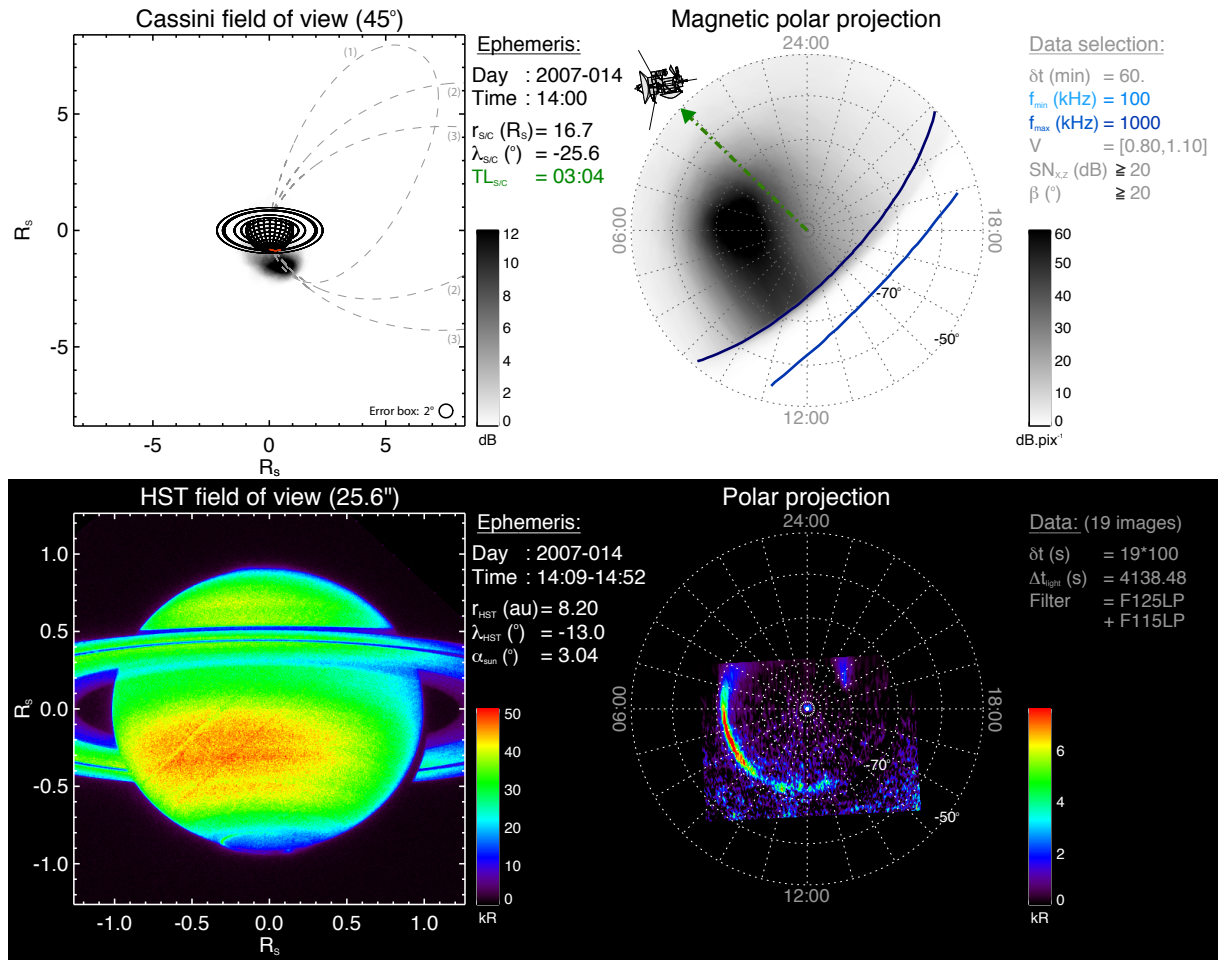 Cassini field of view (45°)
5
0
-5
R_S
-5
0
5
R_S
(1)
(2)
(3)
(2)
(3)
Error box: 2°
Ephemeris:
Day : 2007-014
Time : 14:00
r_S/C (R_S) = 16.7
λ_S/C (°) = -25.6
TL_S/C = 03:04
12
10
8
6
4
2
0
dB
Magnetic polar projection
24:00
06:00
18:00
12:00
-70°
-50°
Data selection:
δt (min) = 60.
f_min (kHz) = 100
f_max (kHz) = 1000
V = [0.80,1.10]
SN_x,z (dB) ≧ 20
β (°) ≧ 20
60
50
40
30
20
10
0
dB.pix⁻¹
HST field of view (25.6")
1.0
0.5
0.0
-0.5
-1.0
R_S
-1.0
-0.5
0.0
0.5
1.0
R_S
Ephemeris:
Day : 2007-014
Time : 14:09-14:52
r_HST (au) = 8.20
λ_HST (°) = -13.0
α_sun (°) = 3.04
50
40
30
20
10
0
kR
Polar projection
24:00
06:00
18:00
12:00
-70°
-50°
Data: (19 images)
δt (s) = 19*100
Δt_light (s) = 4138.48
Filter = F125LP
+ F115LP
6
4
2
0
kR